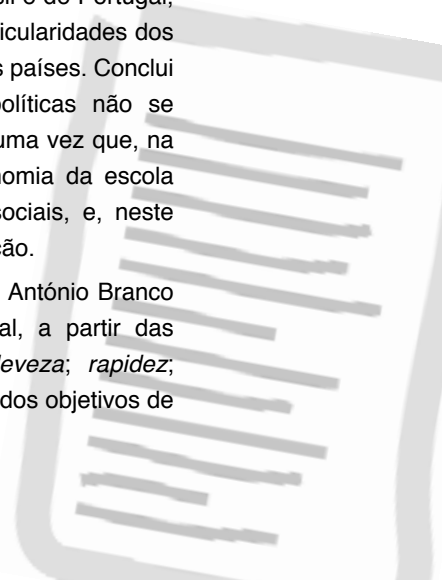 sil e de Portugal,
ticularidades dos
s países. Conclui
políticas não se
uma vez que, na
nomia da escola
sociais, e, neste
ção.
António Branco
al, a partir das
leveza; rapidez;
dos objetivos de